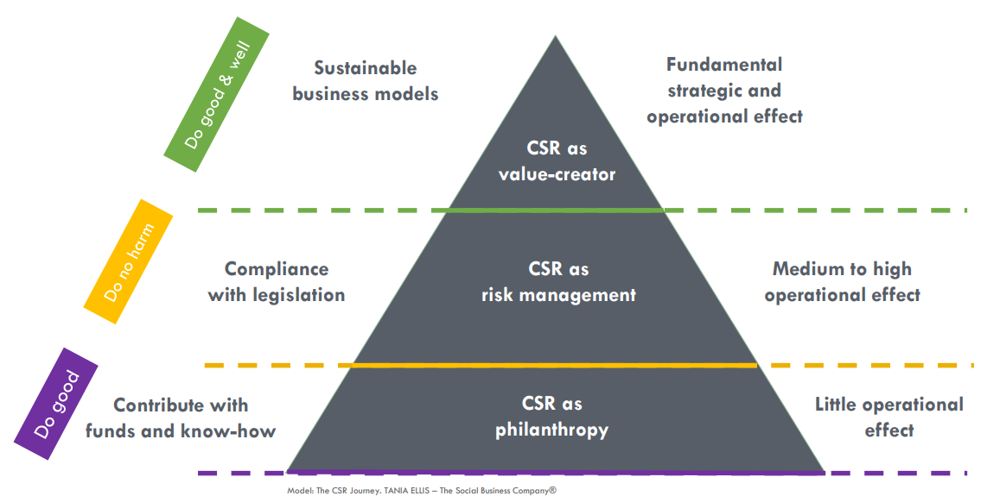 Do good & well
Sustainable
business models
Fundamental
strategic and
operational effect
CSR as
value-creator
Do no harm
Compliance
with legislation
CSR as
risk management
Medium to high
operational effect
Do good
Contribute with
funds and know-how
CSR as
philanthropy
Little operational
effect
Model: The CSR Journey. TANIA ELLIS – The Social Business Company®